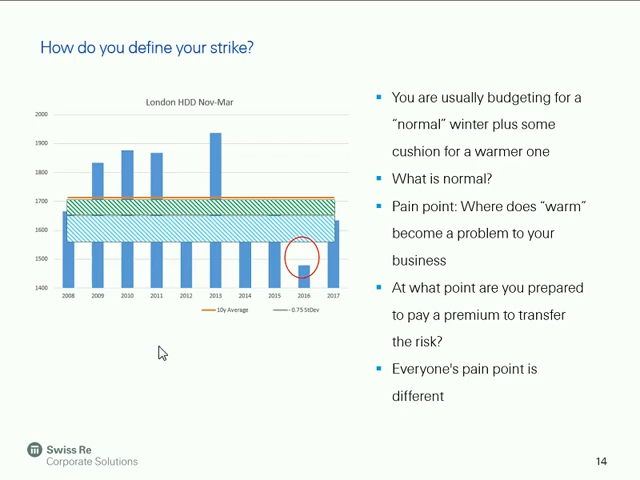 How do you define your strike?
London HDD Nov-Mar
2000
1900
1800
1700
1600
1500
1400
2008 2009 2010 2011 2012 2013 2014 2015 2016 2017
10y Average - 0.75 StDev
You are usually budgeting for a
“normal” winter plus some
cushion for a warmer one
What is normal?
Pain point: Where does “warm”
become a problem to your
business
At what point are you prepared
to pay a premium to transfer
the risk?
Everyone's pain point is
different
Swiss Re
Corporate Solutions
14